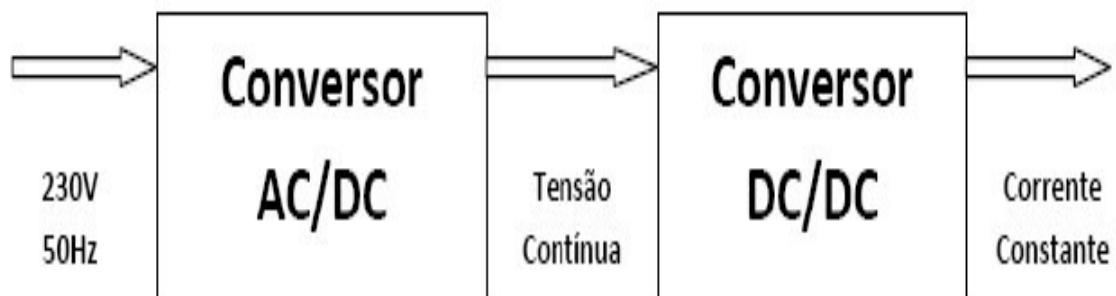 230V
50Hz
Conversor
AC/DC
Tensão
Contínua
Conversor
DC/DC
Corrente
Constante